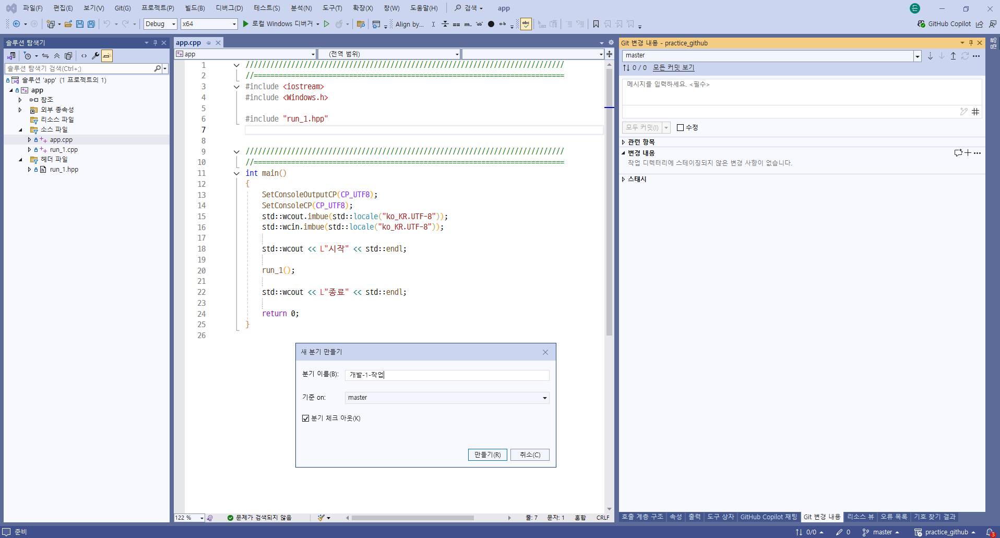 파일(F) 편집(E) 보기(V) Git(G) 프로젝트(P) 빌드(B) 디버그(D) 테스트(S) 분석(N) 도구(T) 확장(X) 창(W) 도움말(H) 검색 app
Debug x64 로컬 Windows 디버거 Align by... GitHub Copilot
솔루션 탐색기
솔루션 탐색기 검색(Ctrl+;)
솔루션 'app' (1 프로젝트의 1)
app
참조
외부 종속성
리소스 파일
소스 파일
app.cpp
run_1.cpp
헤더 파일
run_1.hpp
app.cpp
app (전역 범위)
1 //////////////////////////////////////////////////////////////////////////////
2 //============================================================================
3 #include <iostream>
4 #include <Windows.h>
5
6 #include "run_1.hpp"
7
8
9 //////////////////////////////////////////////////////////////////////////////
10 //============================================================================
11 int main()
12 {
13 SetConsoleOutputCP(CP_UTF8);
14 SetConsoleCP(CP_UTF8);
15 std::wcout.imbue(std::locale("ko_KR.UTF-8"));
16 std::wcin.imbue(std::locale("ko_KR.UTF-8"));
17
18 std::wcout << L"시작" << std::endl;
19
20 run_1();
21
22 std::wcout << L"종료" << std::endl;
23
24 return 0;
25 }
26
새 분기 만들기
분기 이름(B): 개발-1-작업
기준 on: master
분기 체크 아웃(K)
만들기(R) 취소(C)
122 % 문제가 검색되지 않음 줄: 7 문자: 1 혼합 CRLF
Git 변경 내용 - practice_github
master
0 / 0 모든 커밋 보기
메시지를 입력하세요. <필수>
모두 커밋(I) 수정
관련 항목
변경 내용
작업 디렉터리에 스테이징되지 않은 변경 사항이 없습니다.
스태시
호출 계층 구조 속성 출력 도구 상자 GitHub Copilot 채팅 Git 변경 내용 리소스 뷰 오류 목록 기호 찾기 결과
알림
준비 0/0 0 master practice_github 3